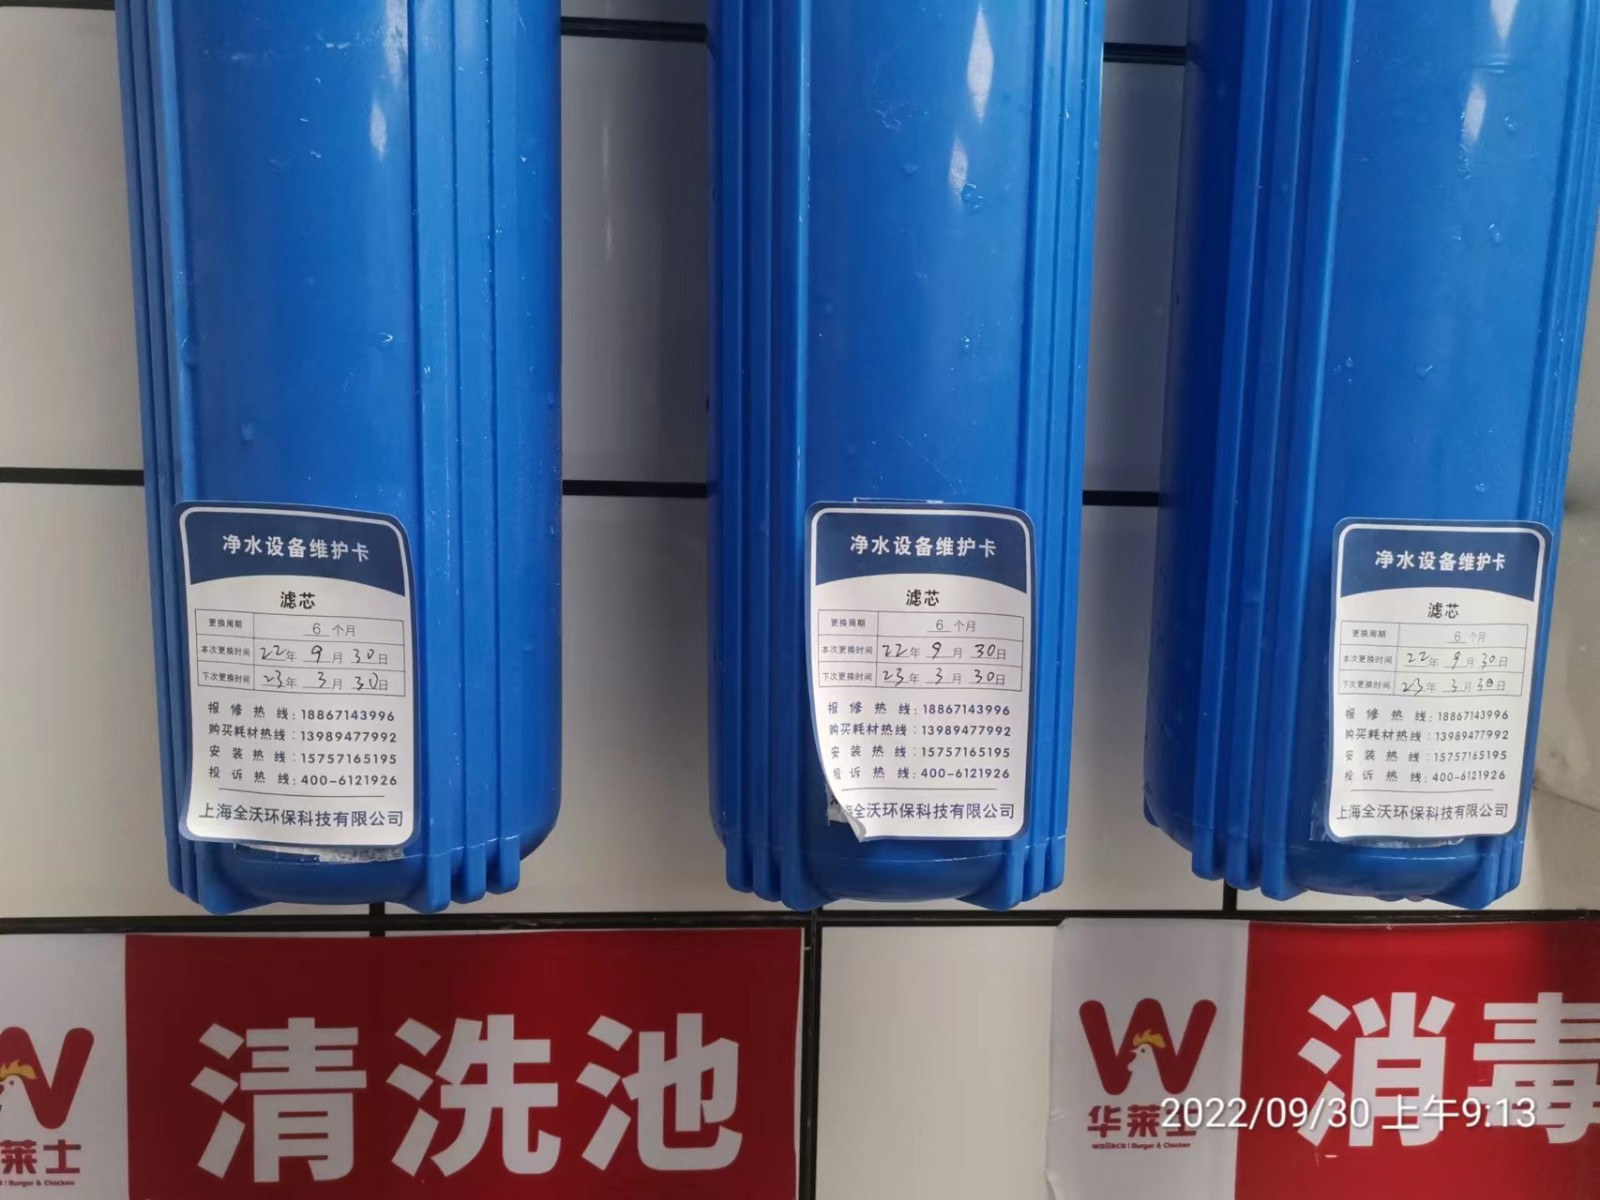 净水设备维护卡
滤芯
更换周期 6 个月
本次更换时间 22年 9 月 30日
下次更换时间 23年 3 月 30日
报修热线:18867143996
购买耗材热线:13989477992
安装热线:15757165195
投诉热线:400-6121926
上海全沃环保科技有限公司
净水设备维护卡
滤芯
更换周期 6 个月
本次更换时间 22年 9 月 30日
下次更换时间 23年 3 月 30日
报修热线:18867143996
购买耗材热线:13989477992
安装热线:15757165195
投诉热线:400-6121926
全沃环保科技有限公司
净水设备维护卡
滤芯
更换周期 6 个月
本次更换时间 22年 9 月 30日
下次更换时间 23年 3 月 30日
报修热线:18867143996
购买耗材热线:13989477992
安装热线:15757165195
投诉热线:400-6121926
上海全沃环保科技有限公司
清洗池
莱士
Burger & Chicken
消毒
华莱士
Wallace | Burger & Chicken
2022/09/30 上午9:13